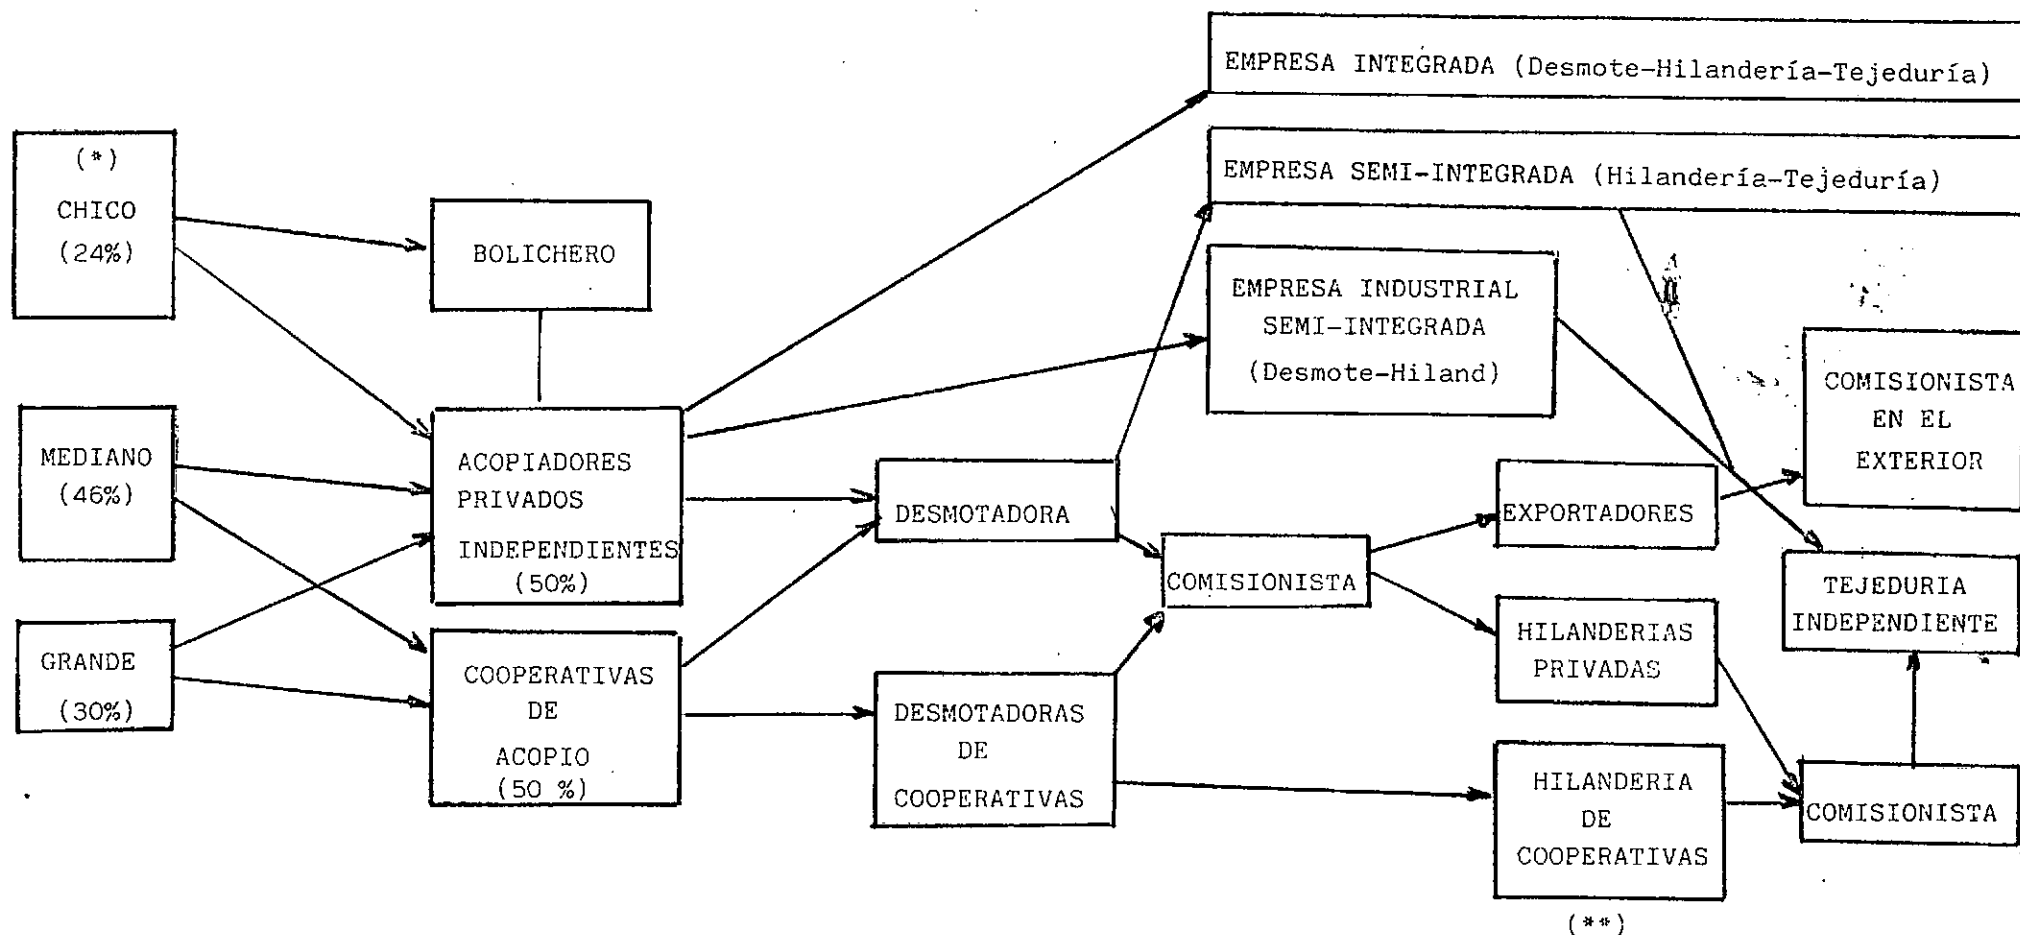 EMPRESA INTEGRADA (Desmote-Hilandería-Tejeduría)
EMPRESA SEMI-INTEGRADA (Hilandería-Tejeduría)
(*)
CHICO
(24%)
BOLICHERO
EMPRESA INDUSTRIAL
SEMI-INTEGRADA
(Desmote-Hiland)
COMISIONISTA
EN EL
EXTERIOR
MEDIANO
(46%)
ACOPIADORES
PRIVADOS
INDEPENDIENTES
(50%)
DESMOTADORA
EXPORTADORES
COMISIONISTA
TEJEDURIA
INDEPENDIENTE
HILANDERIAS
PRIVADAS
GRANDE
(30%)
COOPERATIVAS
DE
ACOPIO
(50 %)
DESMOTADORAS
DE
COOPERATIVAS
HILANDERIA
DE
COOPERATIVAS
COMISIONISTA
(**)